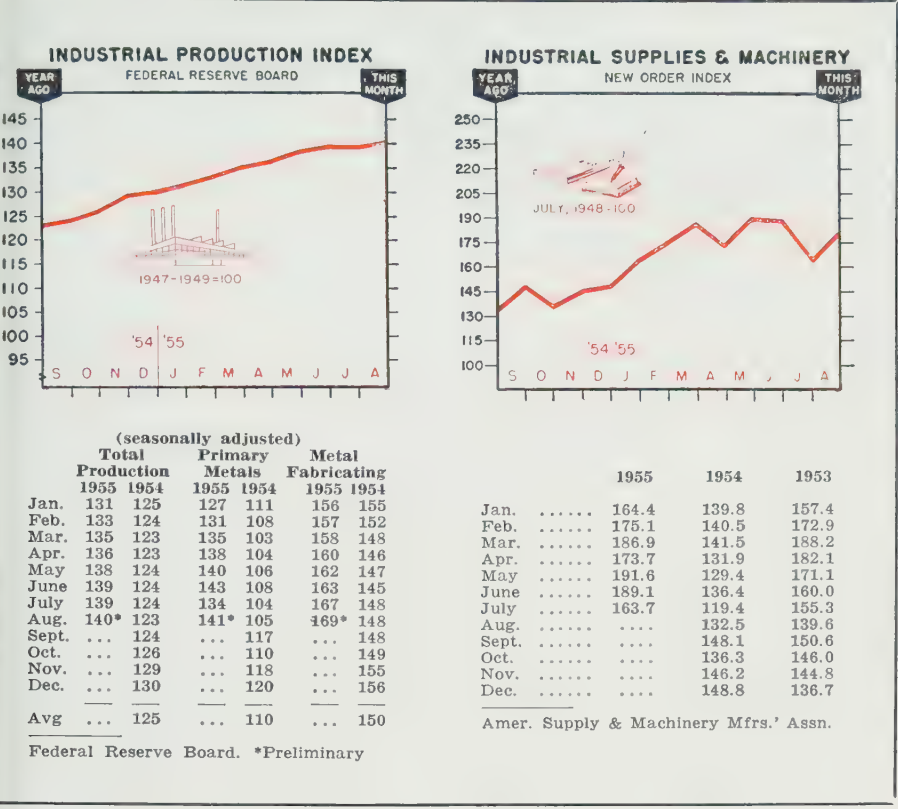 INDUSTRIAL PRODUCTION INDEX
FEDERAL RESERVE BOARD
YEAR AGO
THIS MONTH
145
140
135
130
125
120
115
110
105
100
95
1947-1949=100
'54 '55
S O N D J F M A M J J A
(seasonally adjusted)
Total Primary Metal
Production Metals Fabricating
1955 1954 1955 1954 1955 1954
Jan. 131 125 127 111 156 155
Feb. 133 124 131 108 157 152
Mar. 135 123 135 103 158 148
Apr. 136 123 138 104 160 146
May 138 124 140 106 162 147
June 139 124 143 108 163 145
July 139 124 134 104 167 148
Aug. 140* 123 141* 105 169* 148
Sept. ... 124 ... 117 ... 148
Oct. ... 126 ... 110 ... 149
Nov. ... 129 ... 118 ... 155
Dec. ... 130 ... 120 ... 156
Avg ... 125 ... 110 ... 150
Federal Reserve Board. *Preliminary
INDUSTRIAL SUPPLIES & MACHINERY
NEW ORDER INDEX
YEAR AGO
THIS MONTH
250
235
220
205
190
175
160
145
130
115
100
JULY, 1948-100
'54 '55
S O N D J F M A M J J A
1955 1954 1953
Jan. ...... 164.4 139.8 157.4
Feb. ...... 175.1 140.5 172.9
Mar. ...... 186.9 141.5 188.2
Apr. ...... 173.7 131.9 182.1
May ...... 191.6 129.4 171.1
June ...... 189.1 136.4 160.0
July ...... 163.7 119.4 155.3
Aug. ...... .... 132.5 139.6
Sept. ...... .... 148.1 150.6
Oct. ...... .... 136.3 146.0
Nov. ...... .... 146.2 144.8
Dec. ...... .... 148.8 136.7
Amer. Supply & Machinery Mfrs.' Assn.